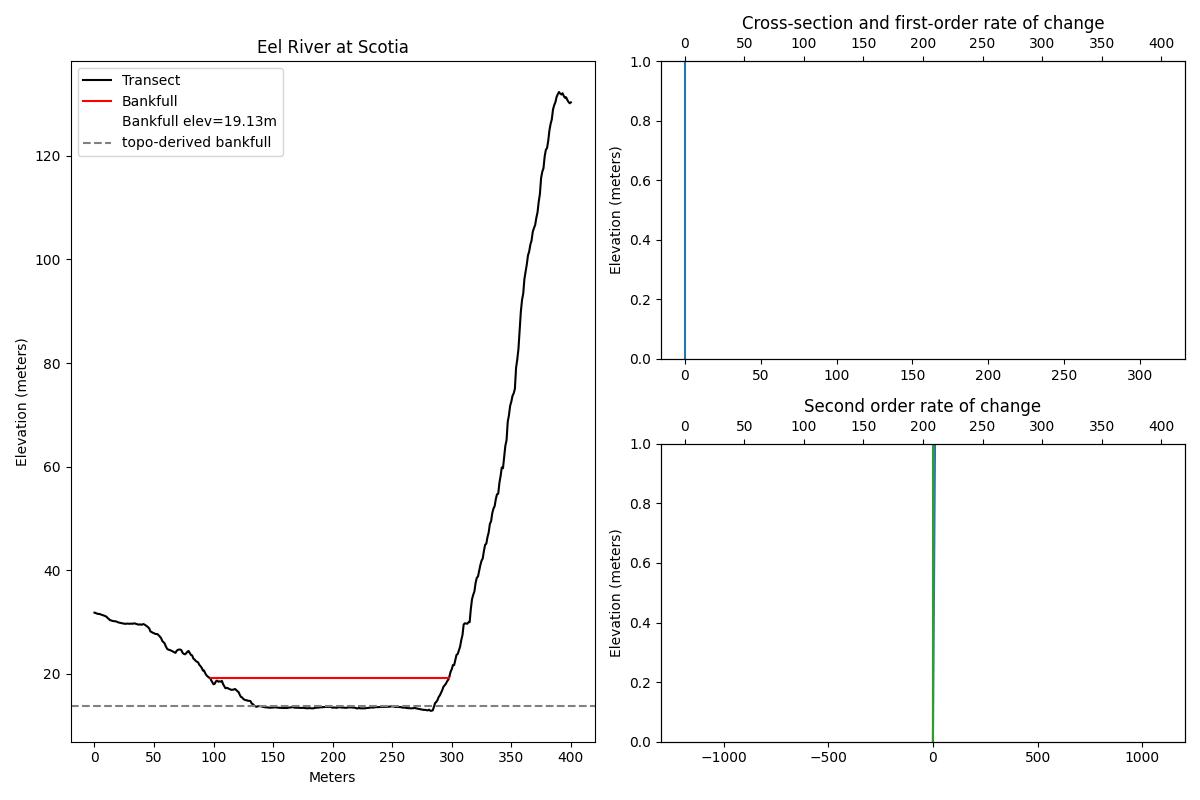 Eel River at Scotia
Transect
Bankfull
Bankfull elev=19.13m
topo-derived bankfull
120
100
80
60
40
20
Elevation (meters)
0 50 100 150 200 250 300 350 400
Meters
Cross-section and first-order rate of change
0 50 100 150 200 250 300 350 400
1.0
0.8
0.6
0.4
0.2
0.0
Elevation (meters)
0 50 100 150 200 250 300
Second order rate of change
0 50 100 150 200 250 300 350 400
1.0
0.8
0.6
0.4
0.2
0.0
Elevation (meters)
−1000 −500 0 500 1000